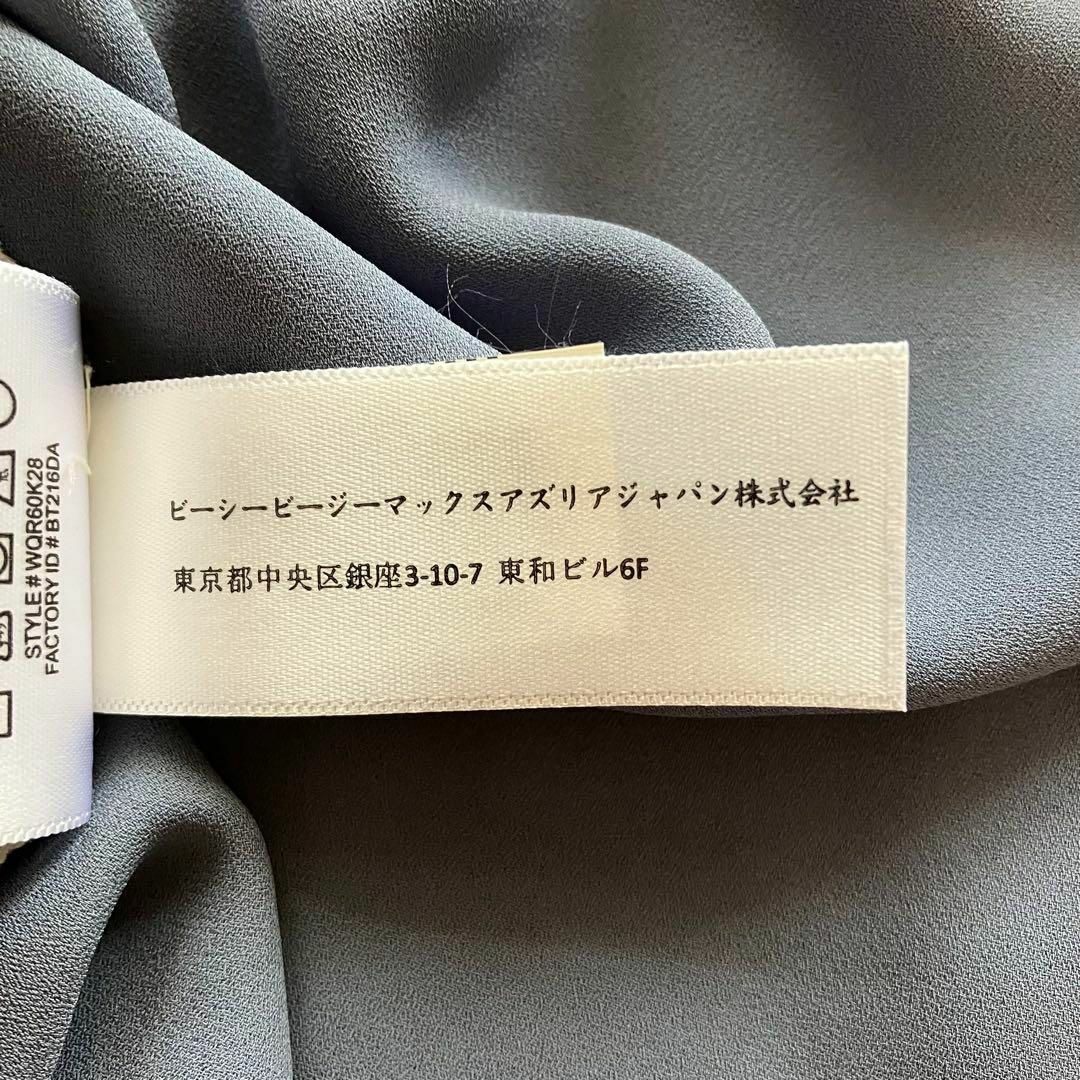 ビーシービージーマックスアズリアジャパン株式会社
東京都中央区銀座3-10-7 東和ビル6F
STYLE#WQR60K28
FACTORY ID#BT216DA